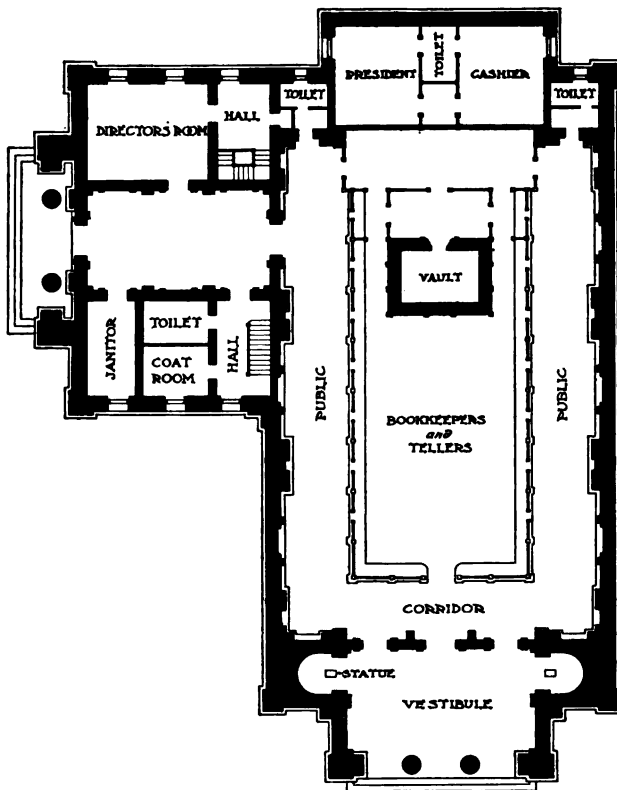 PRESIDENT
TOILET
CASHIER
TOILET
TOILET
DIRECTORS ROOM
HALL
VAULT
TOILET
COAT
ROOM
JANITOR
HALL
PUBLIC
PUBLIC
BOOKKEEPERS
and
TELLERS
CORRIDOR
STATUE
VESTIBULE